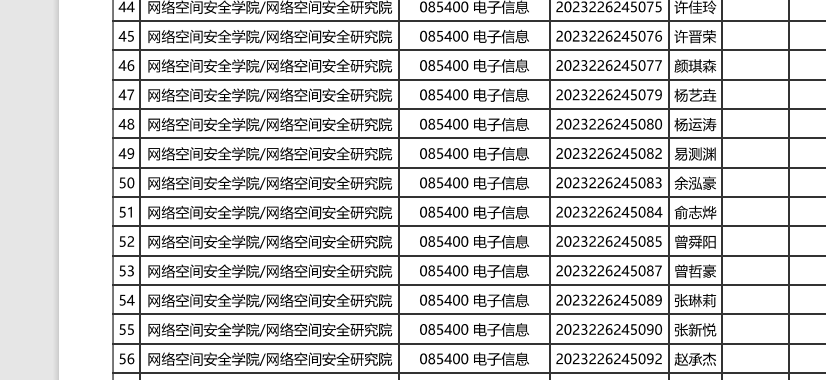 44 网络空间安全学院/网络空间安全研究院 085400 电子信息 2023226245075 许佳玲
45 网络空间安全学院/网络空间安全研究院 085400 电子信息 2023226245076 许晋荣
46 网络空间安全学院/网络空间安全研究院 085400 电子信息 2023226245077 颜琪森
47 网络空间安全学院/网络空间安全研究院 085400 电子信息 2023226245079 杨艺垚
48 网络空间安全学院/网络空间安全研究院 085400 电子信息 2023226245080 杨运涛
49 网络空间安全学院/网络空间安全研究院 085400 电子信息 2023226245082 易测渊
50 网络空间安全学院/网络空间安全研究院 085400 电子信息 2023226245083 余泓豪
51 网络空间安全学院/网络空间安全研究院 085400 电子信息 2023226245084 俞志烨
52 网络空间安全学院/网络空间安全研究院 085400 电子信息 2023226245085 曾舜阳
53 网络空间安全学院/网络空间安全研究院 085400 电子信息 2023226245087 曾哲豪
54 网络空间安全学院/网络空间安全研究院 085400 电子信息 2023226245089 张琳莉
55 网络空间安全学院/网络空间安全研究院 085400 电子信息 2023226245090 张新悦
56 网络空间安全学院/网络空间安全研究院 085400 电子信息 2023226245092 赵承杰